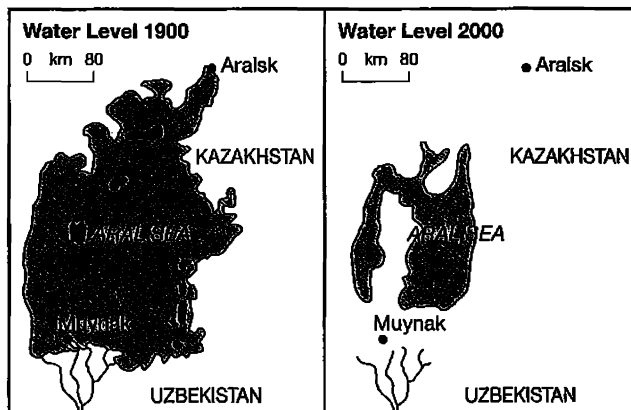 Water Level 1900
0 km 80
Aralsk
KAZAKHSTAN
ARAL SEA
Muynak
UZBEKISTAN
Water Level 2000
0 km 80
Aralsk
KAZAKHSTAN
ARAL SEA
Muynak
UZBEKISTAN